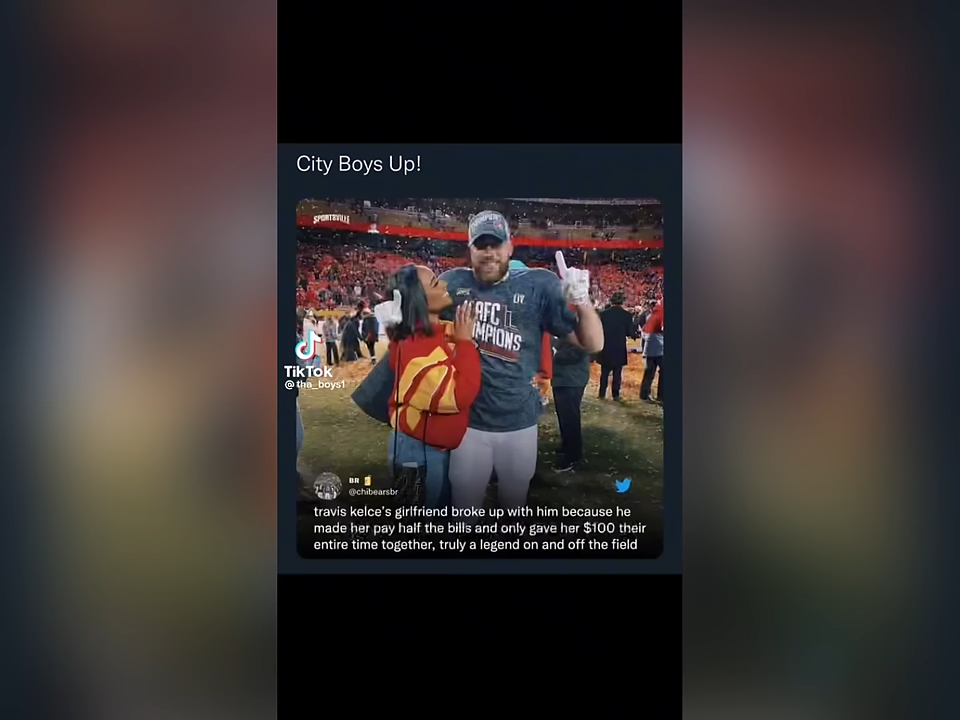 City Boys Up!
SPORTSVILLE
CHAMPIONS
LIV
AFC
CHAMPIONS
TikTok
@tha_boys1
BR
@chibearsbr
travis kelce's girlfriend broke up with him because he
made her pay half the bills and only gave her $100 their
entire time together, truly a legend on and off the field